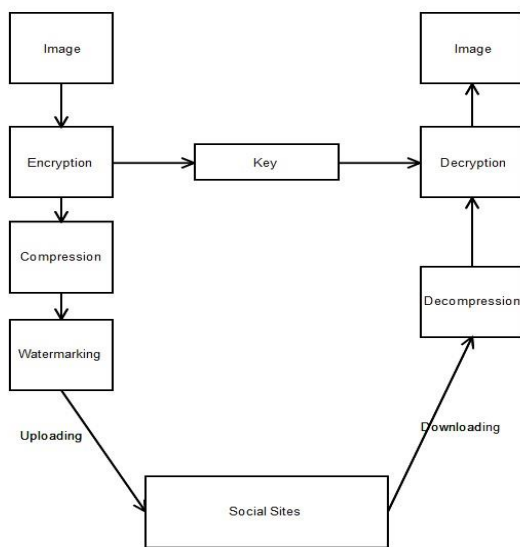 Image
Image
Encryption
Key
Decryption
Compression
Decompression
Watermarking
Uploading
Downloading
Social Sites